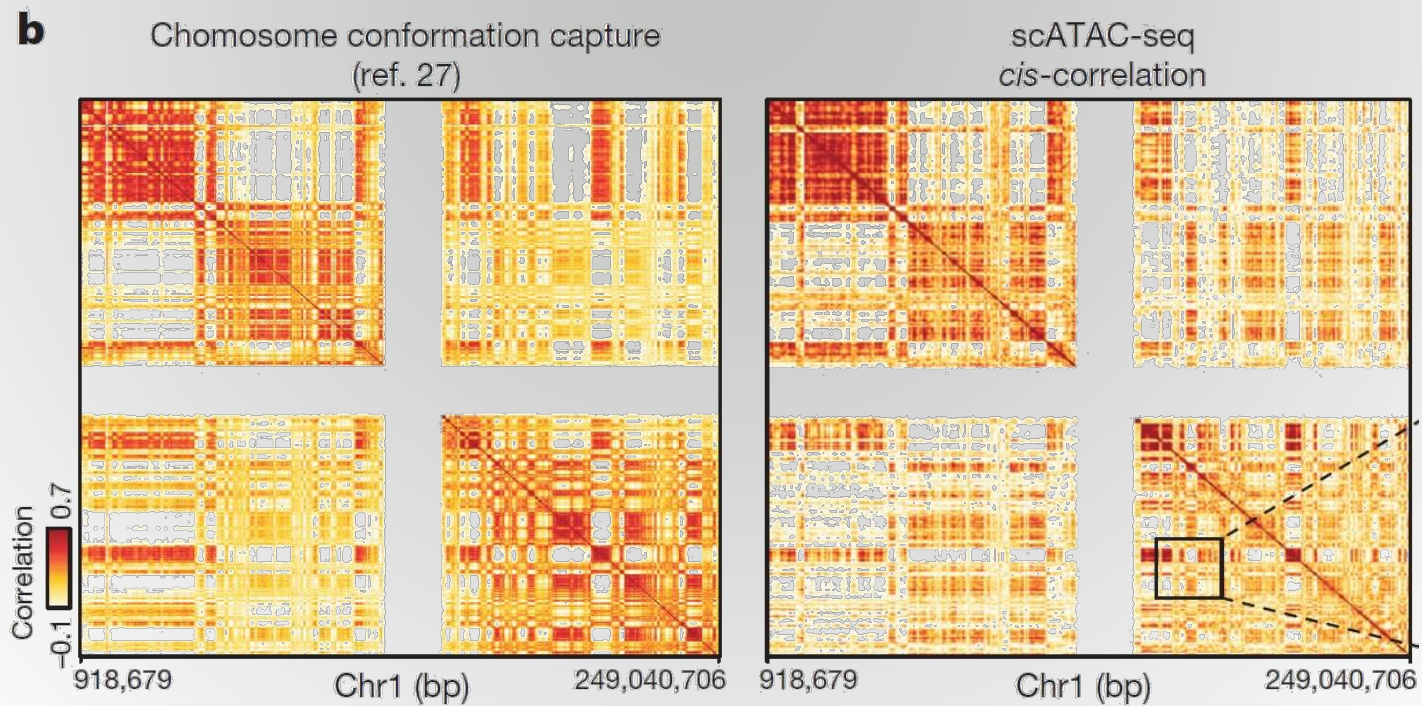 b
Chomosome conformation capture
(ref. 27)
scATAC-seq
cis-correlation
Correlation
–0.1 0.7
918,679 Chr1 (bp) 249,040,706
918,679 Chr1 (bp) 249,040,706